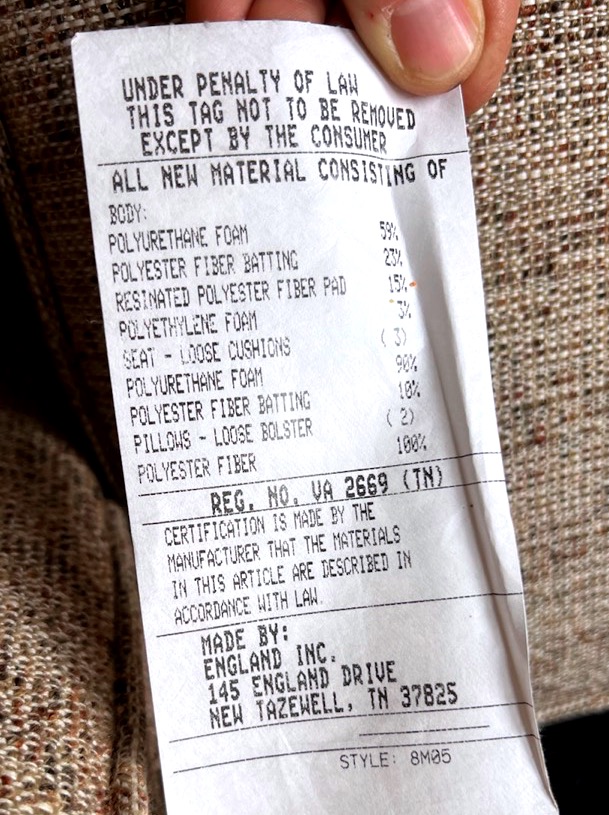 UNDER PENALTY OF LAW
THIS TAG NOT TO BE REMOVED
EXCEPT BY THE CONSUMER
ALL NEW MATERIAL CONSISTING OF
BODY:
POLYURETHANE FOAM 59%
POLYESTER FIBER BATTING 23%
RESINATED POLYESTER FIBER PAD 15%
POLYETHYLENE FOAM 3%
SEAT - LOOSE CUSHIONS ( 3)
POLYURETHANE FOAM 90%
POLYESTER FIBER BATTING 10%
PILLOWS - LOOSE BOLSTER ( 2)
POLYESTER FIBER 100%
REG. NO. VA 2669 (TN)
CERTIFICATION IS MADE BY THE
MANUFACTURER THAT THE MATERIALS
IN THIS ARTICLE ARE DESCRIBED IN
ACCORDANCE WITH LAW.
MADE BY:
ENGLAND INC.
145 ENGLAND DRIVE
NEW TAZEWELL, TN 37825
STYLE: 8M05